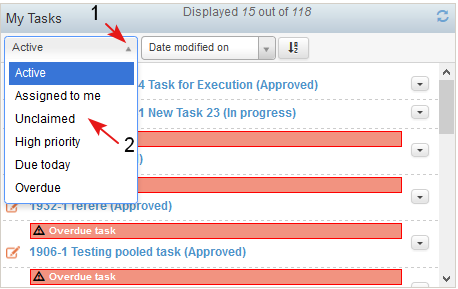 My Tasks
Displayed 15 out of 118
1
Active
Date modified on
Active
4 Task for Execution (Approved)
Assigned to me
1 New Task 23 (In progress)
Unclaimed
2
High priority
)
Due today
Overdue
1932-1 rerere (Approved)
Overdue task
1906-1 Testing pooled task (Approved)
Overdue task